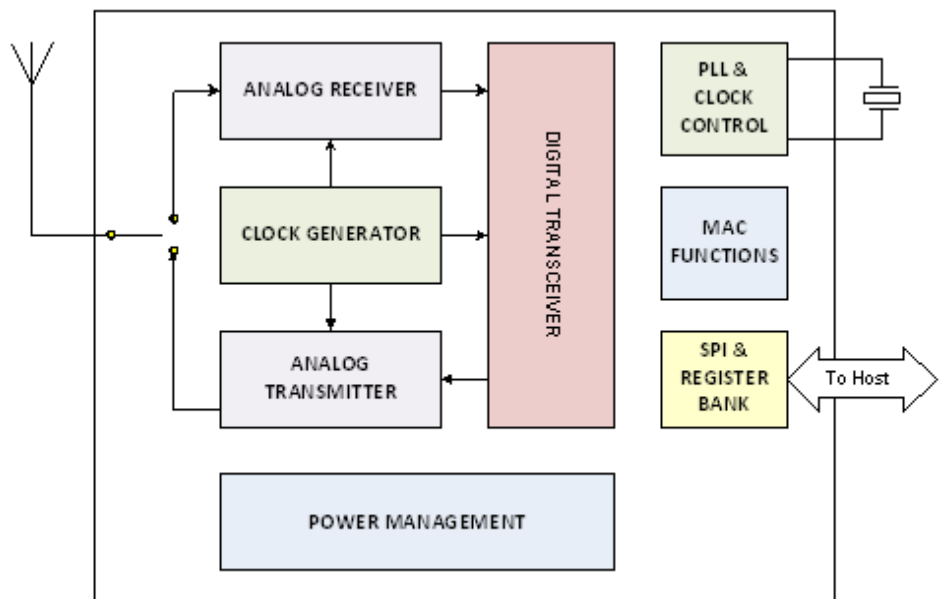 ANALOG RECEIVER
CLOCK GENERATOR
ANALOG
TRANSMITTER
DIGITAL TRANSCEIVER
PLL &
CLOCK
CONTROL
MAC
FUNCTIONS
SPI &
REGISTER
BANK
To Host
POWER MANAGEMENT